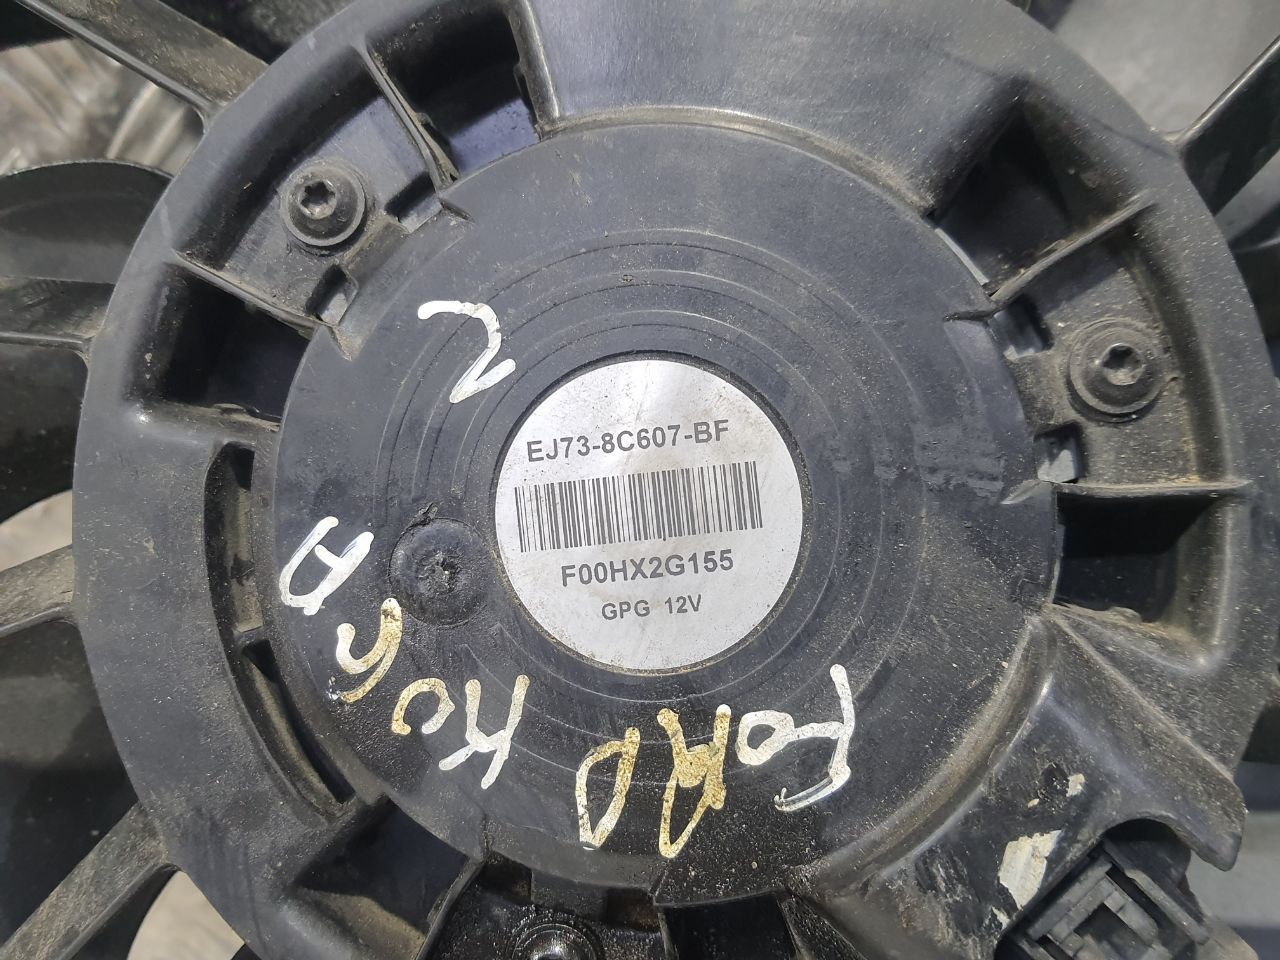 EJ73-8C607-BF
F00HX2G155
GPG 12V
FORD KUGA 2